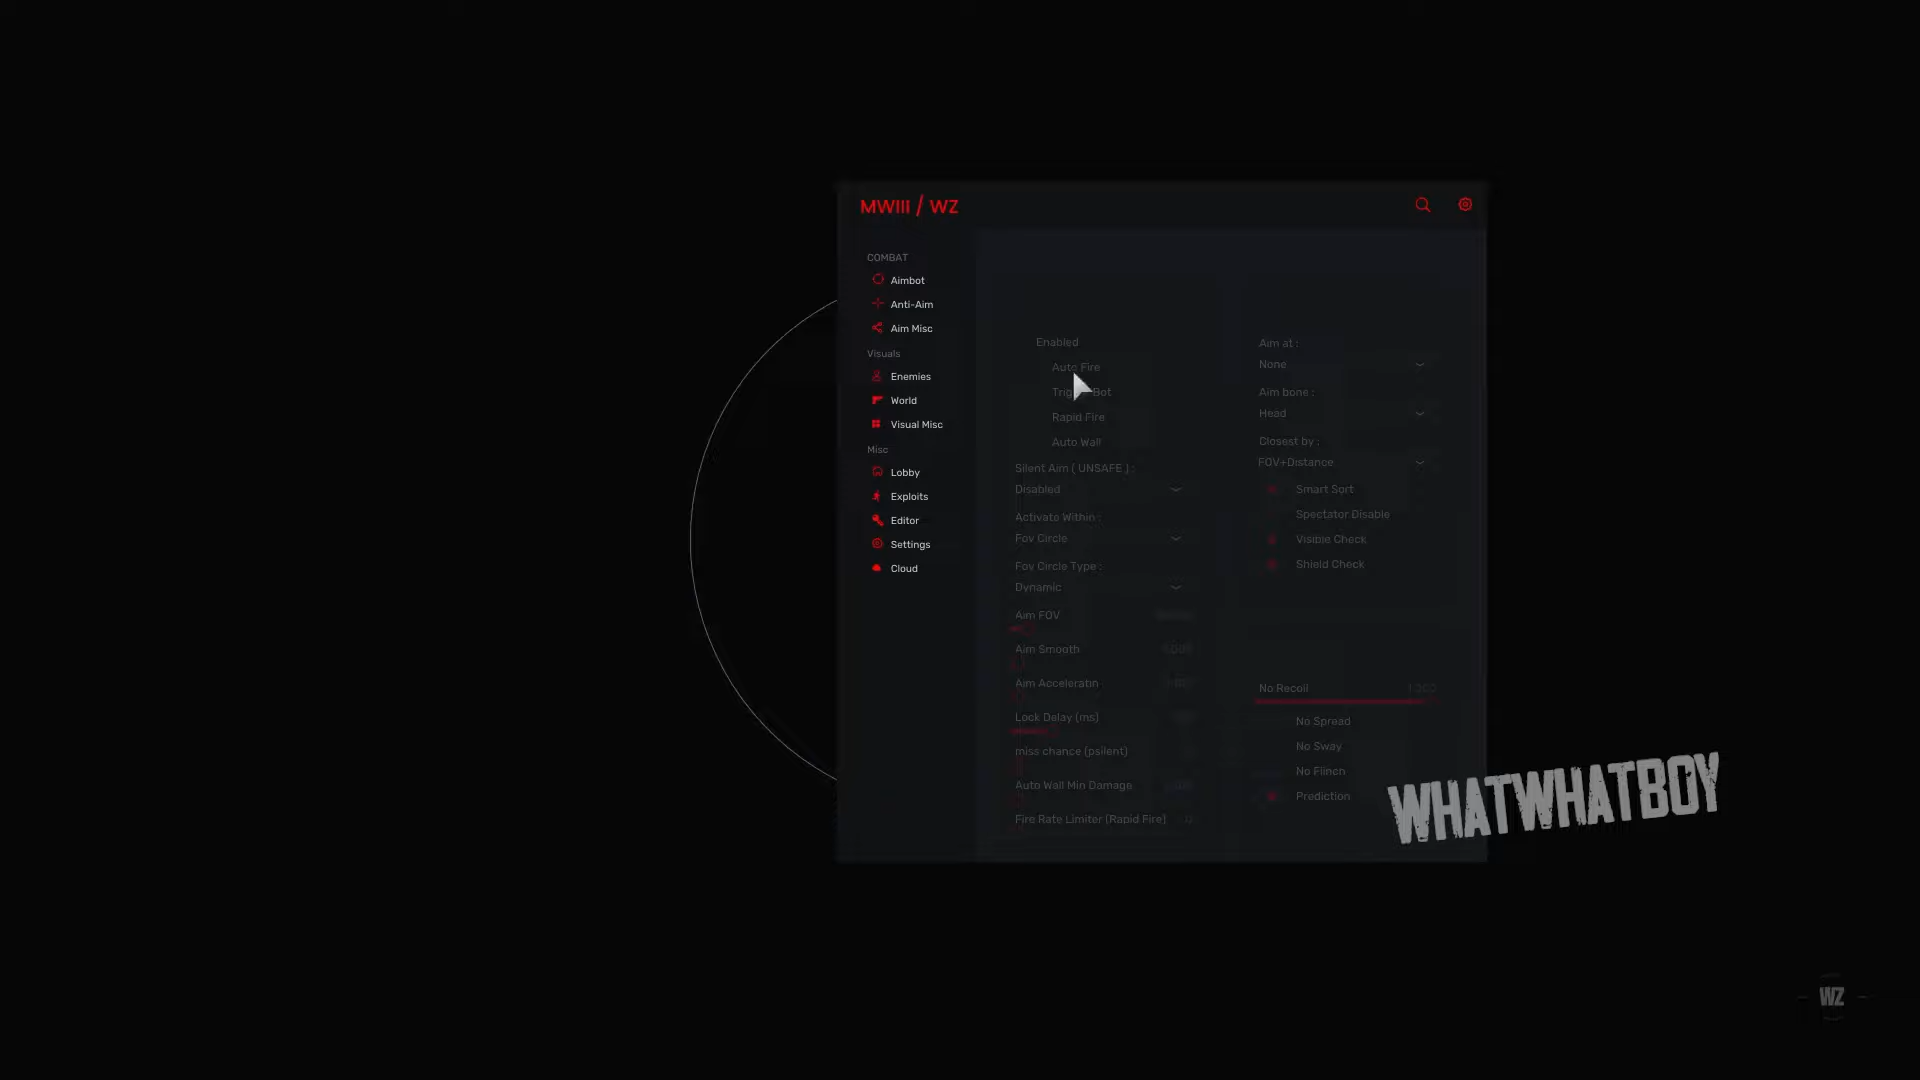 MWIII / WZ
COMBAT
Aimbot
Anti-Aim
Aim Misc
Visuals
Enemies
World
Visual Misc
Misc
Lobby
Exploits
Editor
Settings
Cloud
Enabled
Auto Fire
Bot
Rapid Fire
Auto Wall
Silent Aim ( UNSAFE ) :
Disabled
Activate Within :
Fov Circle
Fov Circle Type :
Dynamic
Aim FOV
Aim Smooth
Aim Acceleratin
Lock Delay (ms)
miss chance (psilent)
Auto Wall Min Damage
Fire Rate Limiter (Rapid Fire)
Aim at :
None
Aim bone :
Head
Closest by :
FOV+Distance
Smart Sort
Spectator Disable
Visible Check
Shield Check
No Recoil
No Spread
No Sway
No Flinch
Prediction
WHATWHATBOY
WZ